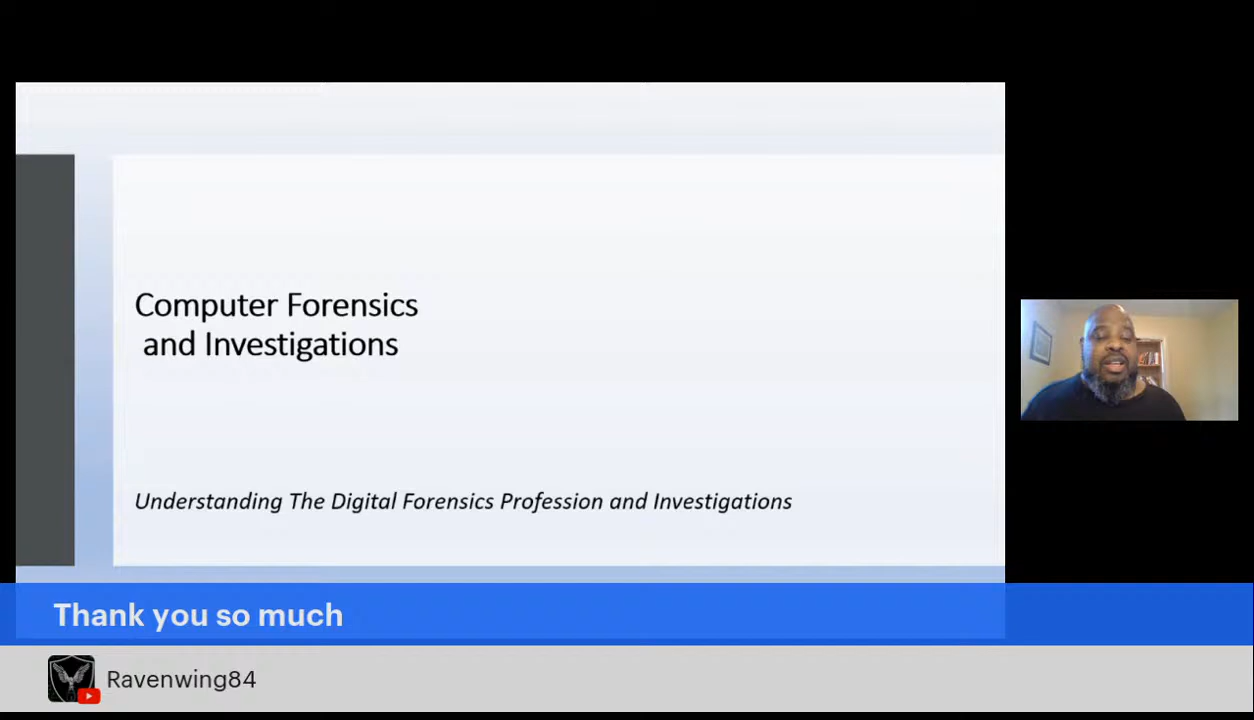 Computer Forensics
and Investigations
Understanding The Digital Forensics Profession and Investigations
Thank you so much
Ravenwing84